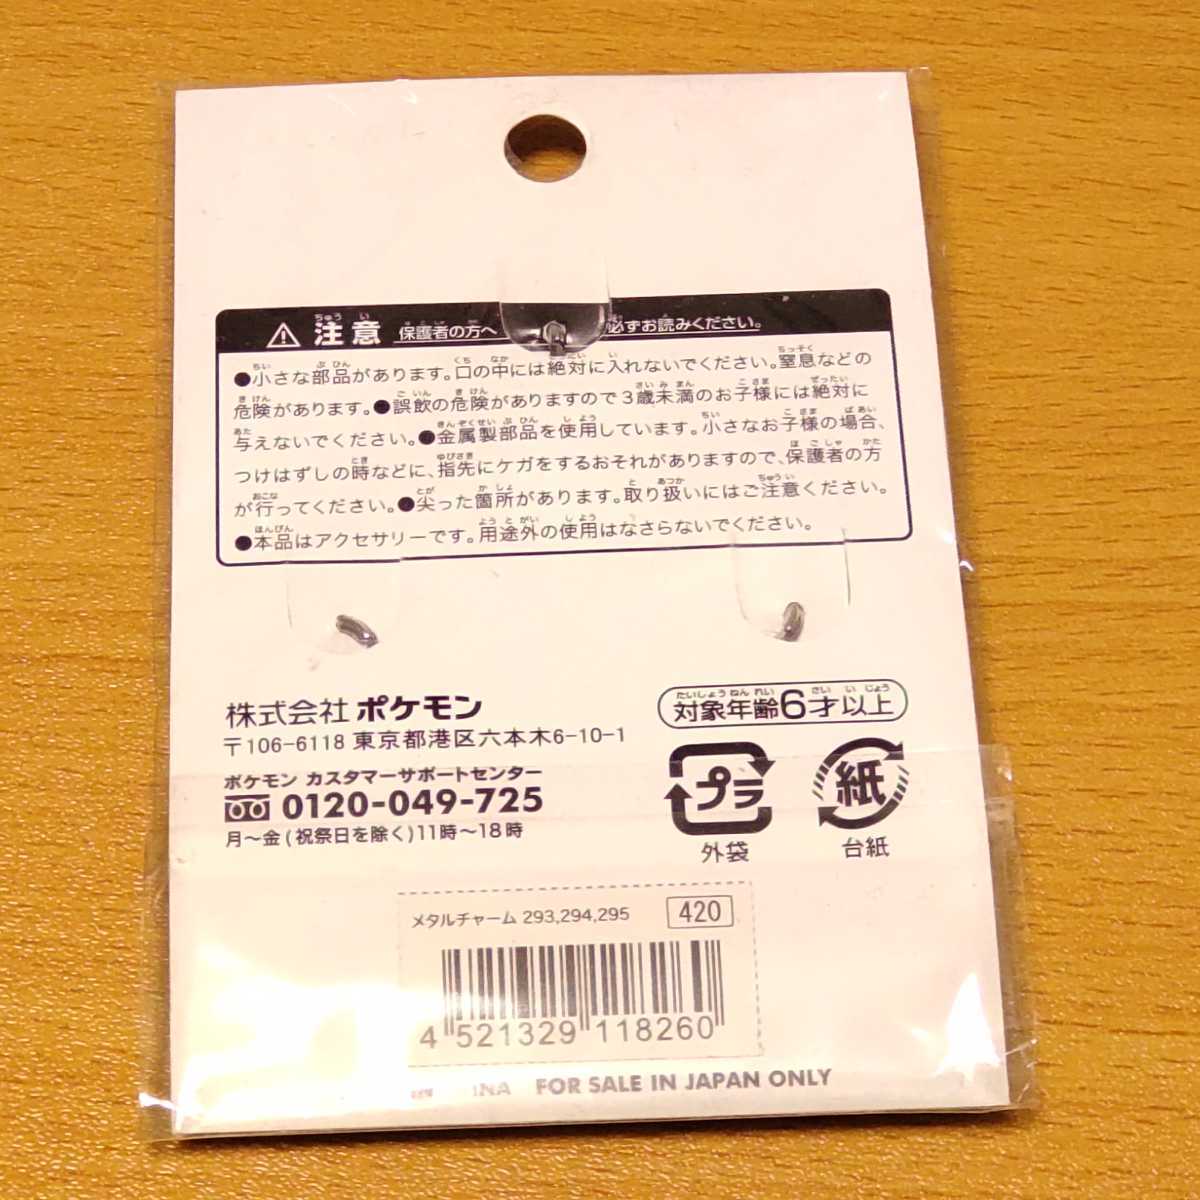 注意 保護者の方へ 必ずお読みください。
●小さな部品があります。口の中には絶対に入れないでください。窒息などの
危険があります。●誤飲の危険がありますので3歳未満のお子様には絶対に
与えないでください。●金属製部品を使用しています。小さなお子様の場合、
つけはずしの時などに、指先にケガをするおそれがありますので、保護者の方
が行ってください。●尖った箇所があります。取り扱いにはご注意ください。
●本品はアクセサリーです。用途外の使用はなさらないでください。
株式会社 ポケモン
〒106-6118 東京都港区六本木6-10-1
ポケモン カスタマーサポートセンター
0120-049-725
月〜金(祝祭日を除く)11時〜18時
対象年齢6才以上
プラ 紙
外袋 台紙
メタルチャーム 293,294,295 420
4 521329 118260
INA FOR SALE IN JAPAN ONLY